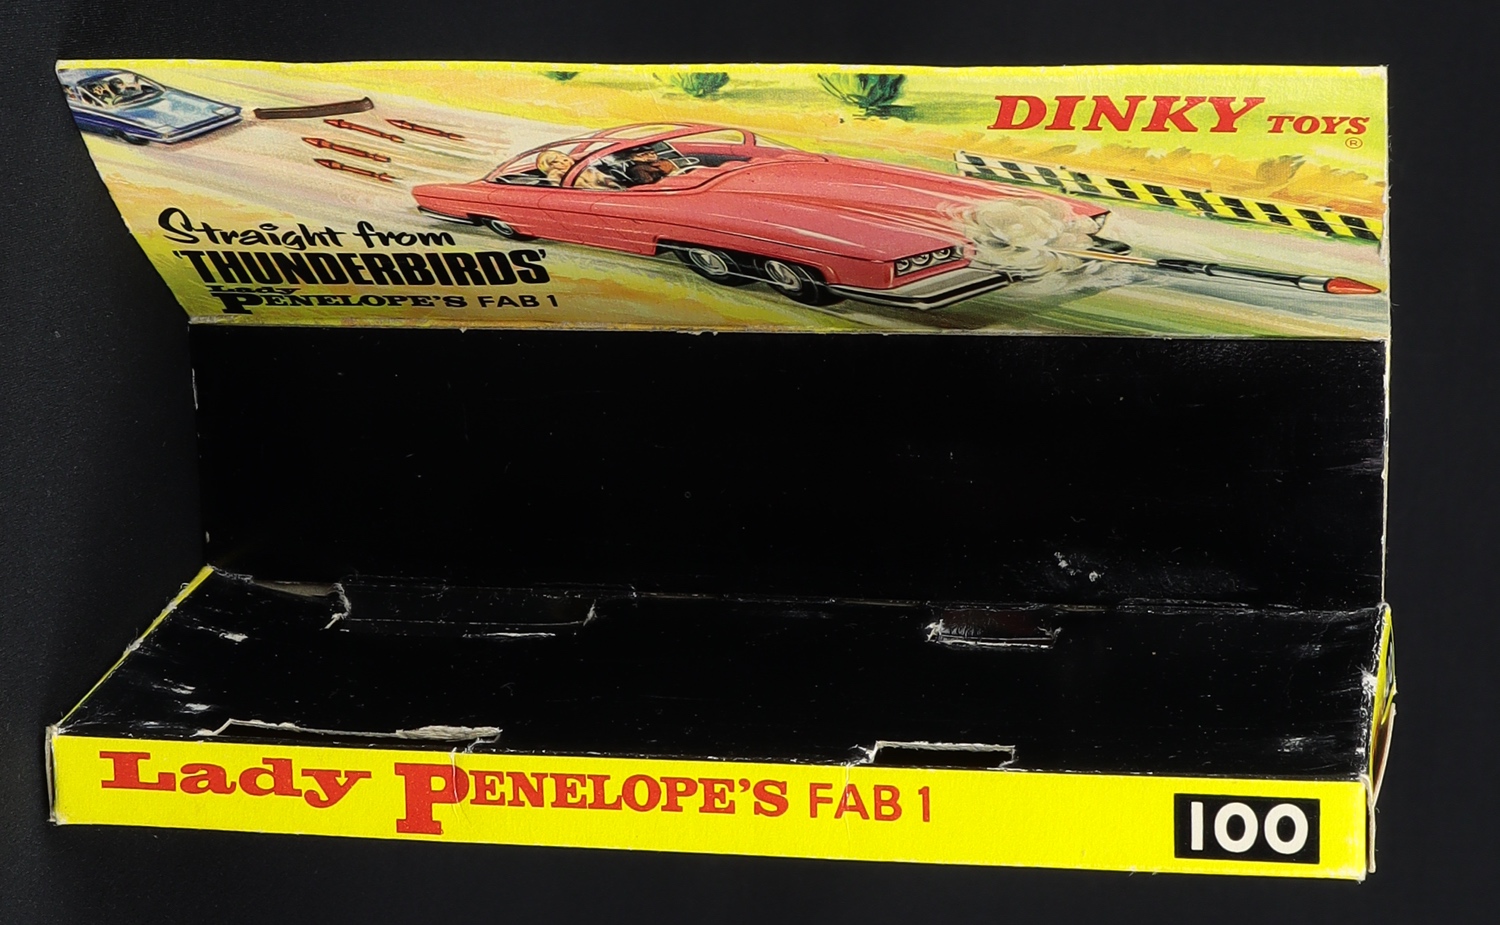 DINKY TOYS
®
Straight from
'THUNDERBIRDS'
Lady PENELOPE'S FAB 1
Lady PENELOPE'S FAB 1
100